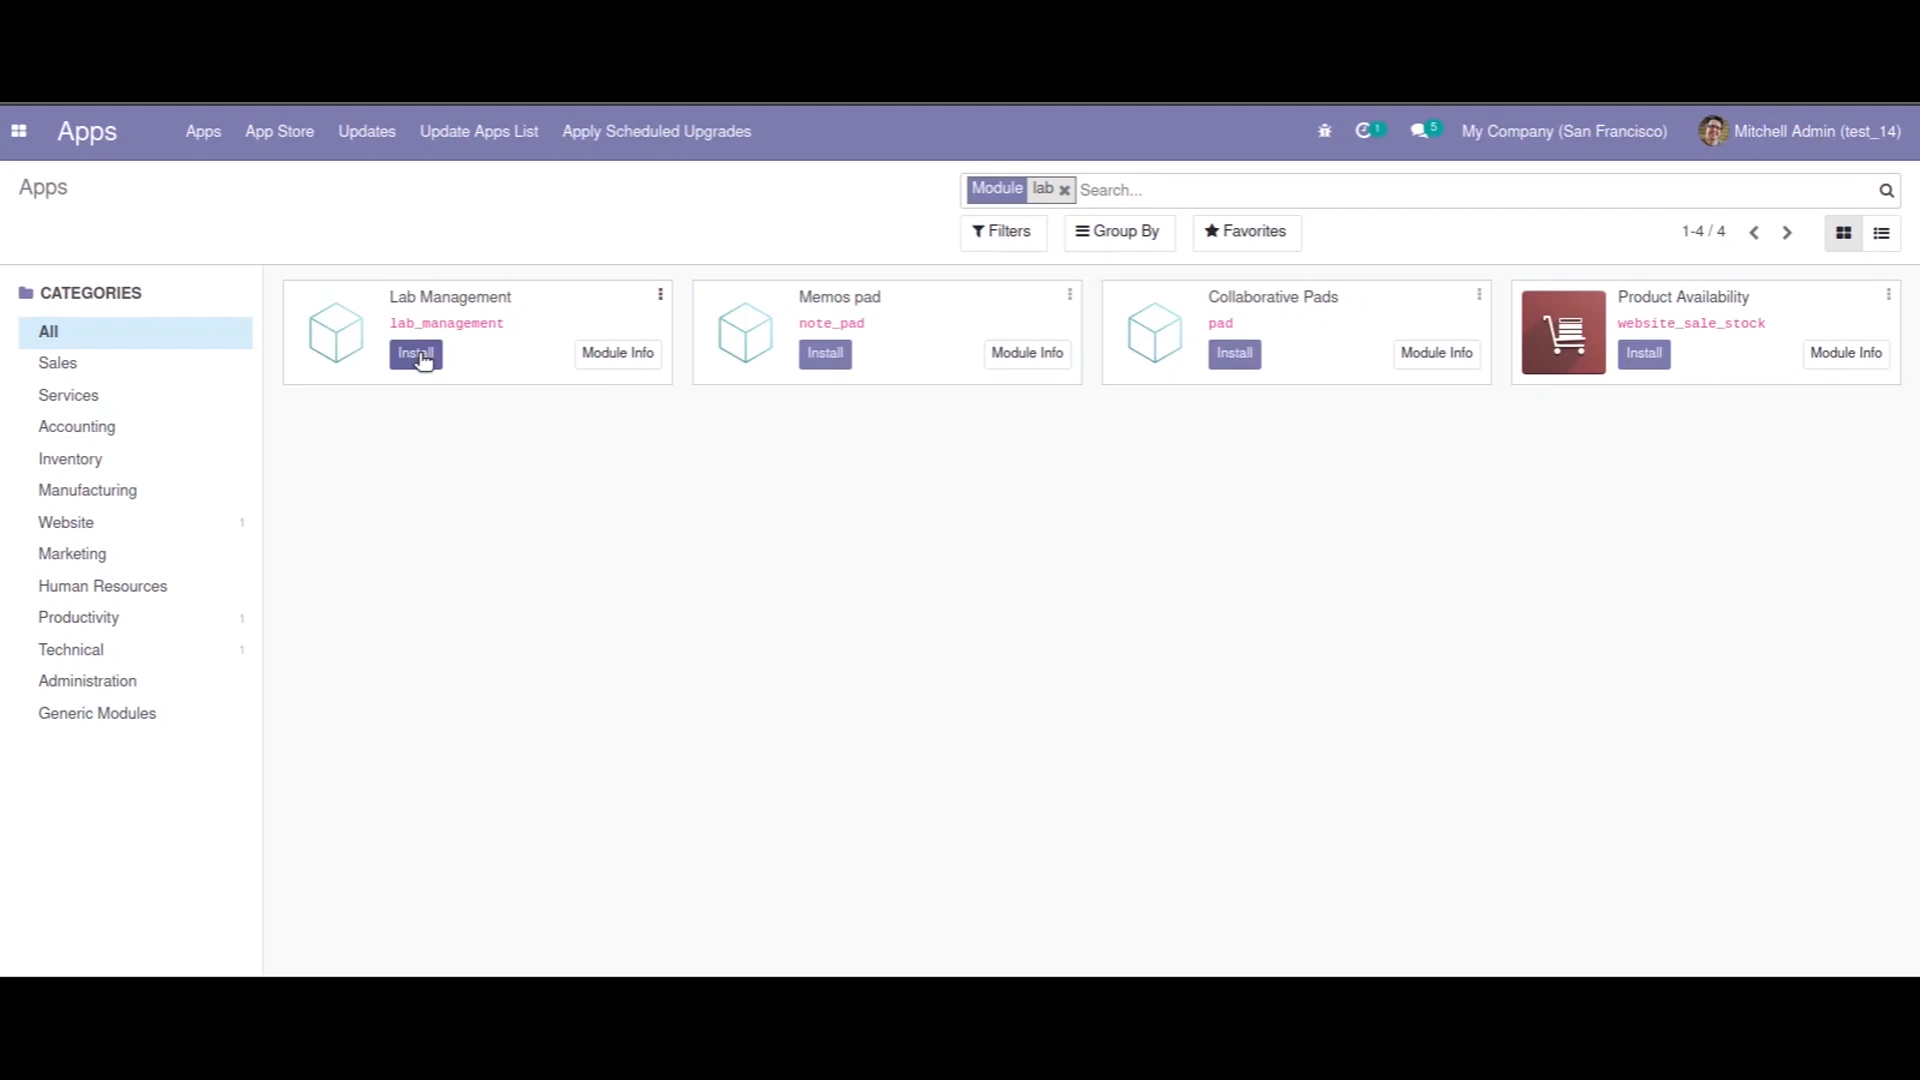 Apps Apps App Store Updates Update Apps List Apply Scheduled Upgrades 1 5 My Company (San Francisco) Mitchell Admin (test_14)
Apps
Module lab Search...
Filters Group By Favorites 1-4 / 4
CATEGORIES
All
Sales
Services
Accounting
Inventory
Manufacturing
Website 1
Marketing
Human Resources
Productivity 1
Technical 1
Administration
Generic Modules
Lab Management
lab_management
Install Module Info
Memos pad
note_pad
Install Module Info
Collaborative Pads
pad
Install Module Info
Product Availability
website_sale_stock
Install Module Info